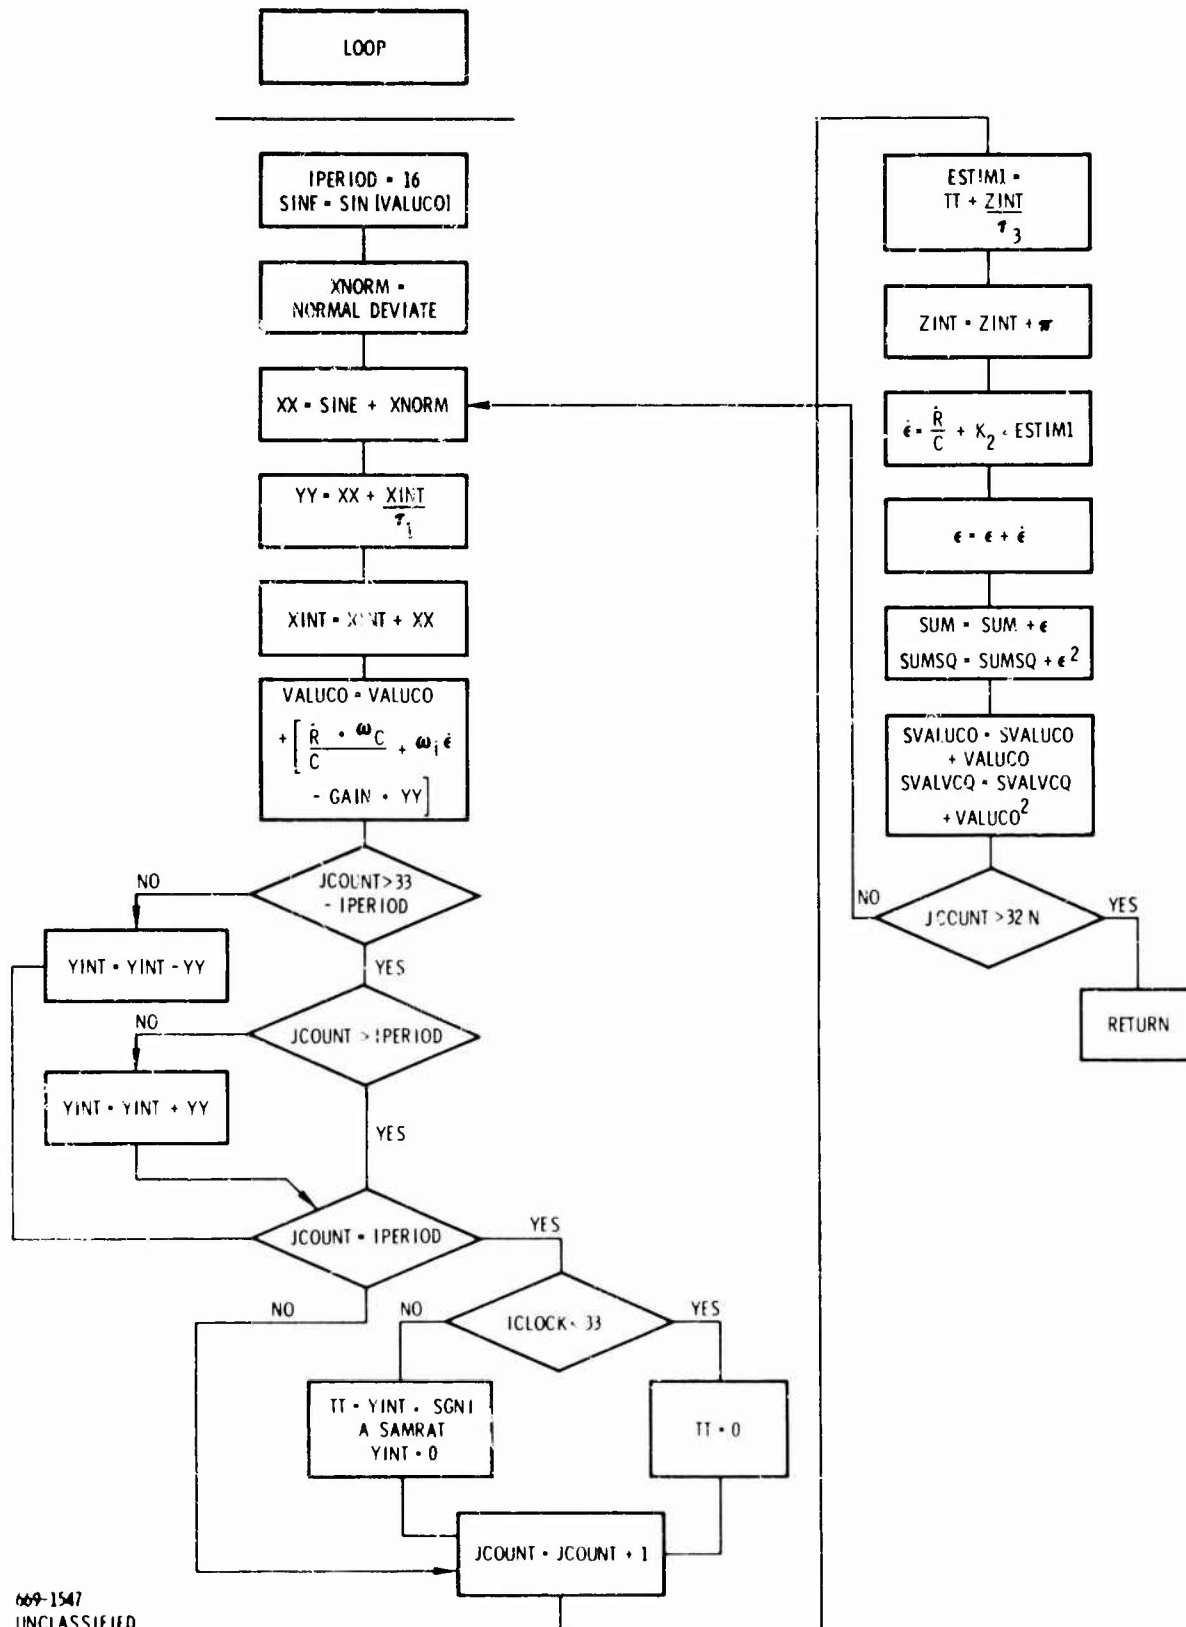 LOOP
IPERIOD = 16
SINE = SIN [VALUCO]
XNORM =
NORMAL DEVIATE
XX = SINE + XNORM
YY = XX + XINT
τ1
XINT = XINT + XX
VALUCO = VALUCO
+ [ Ṙ • ωC / C + ωi ε̇
- GAIN • YY ]
JCOUNT > 33
- IPERIOD
NO
YES
YINT = YINT - YY
JCOUNT > IPERIOD
NO
YES
YINT = YINT + YY
JCOUNT = IPERIOD
YES
NO
ICLOCK < 33
NO
YES
TT = YINT • SGN1
A SAMRAT
YINT = 0
TT = 0
JCOUNT = JCOUNT + 1
ESTIM1 =
TT + ZINT
τ3
ZINT = ZINT + π
ε̇ = Ṙ / C + K2 • ESTIM1
ε = ε + ε̇
SUM = SUM + ε
SUMSQ = SUMSQ + ε²
SVALUCO = SVALUCO
+ VALUCO
SVALVCQ = SVALVCQ
+ VALUCO²
JCOUNT > 32 N
NO
YES
RETURN
669-1547
UNCLASSIFIED